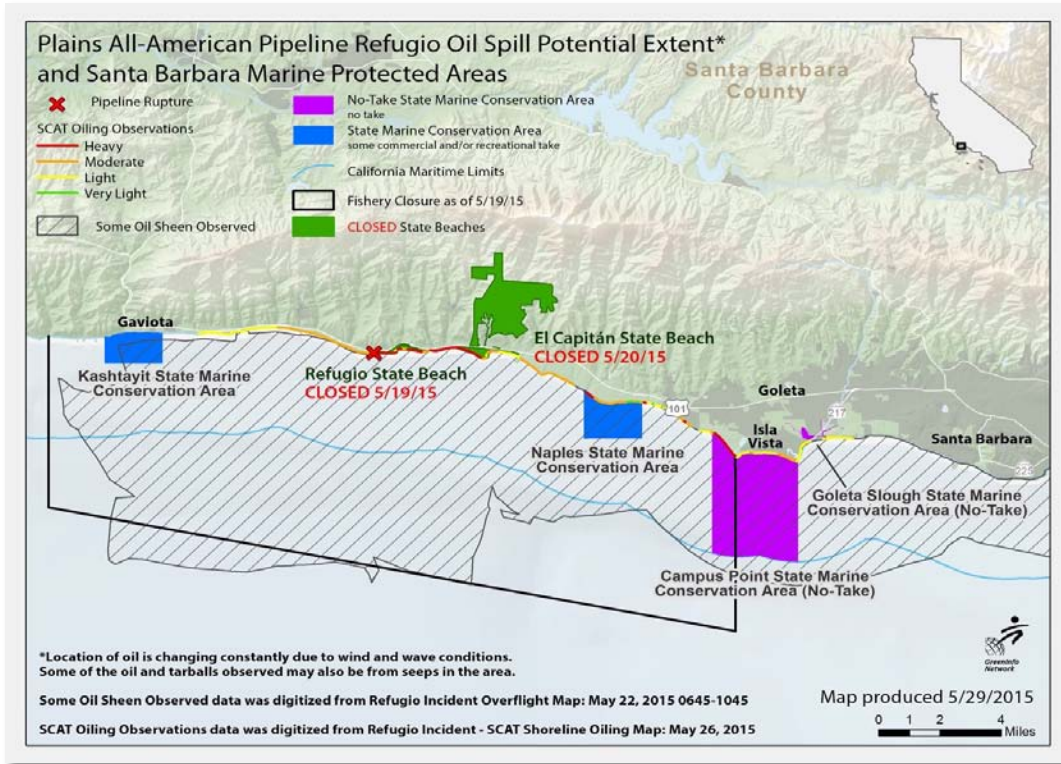 Plains All-American Pipeline Refugio Oil Spill Potential Extent*
and Santa Barbara Marine Protected Areas
Pipeline Rupture
SCAT Oiling Observations
Heavy
Moderate
Light
Very Light
Some Oil Sheen Observed
No-Take State Marine Conservation Area
no take
State Marine Conservation Area
some commercial and/or recreational take
California Maritime Limits
Fishery Closure as of 5/19/15
CLOSED State Beaches
Santa Barbara
County
Gaviota
Kashtayit State Marine
Conservation Area
Refugio State Beach
CLOSED 5/19/15
El Capitán State Beach
CLOSED 5/20/15
Naples State Marine
Conservation Area
101
Goleta
217
Isla
Vista
Santa Barbara
225
Goleta Slough State Marine
Conservation Area (No-Take)
Campus Point State Marine
Conservation Area (No-Take)
*Location of oil is changing constantly due to wind and wave conditions.
Some of the oil and tarballs observed may also be from seeps in the area.
Some Oil Sheen Observed data was digitized from Refugio Incident Overflight Map: May 22, 2015 0645-1045
SCAT Oiling Observations data was digitized from Refugio Incident - SCAT Shoreline Oiling Map: May 26, 2015
GreenInfo
Network
Map produced 5/29/2015
0 1 2 4
Miles